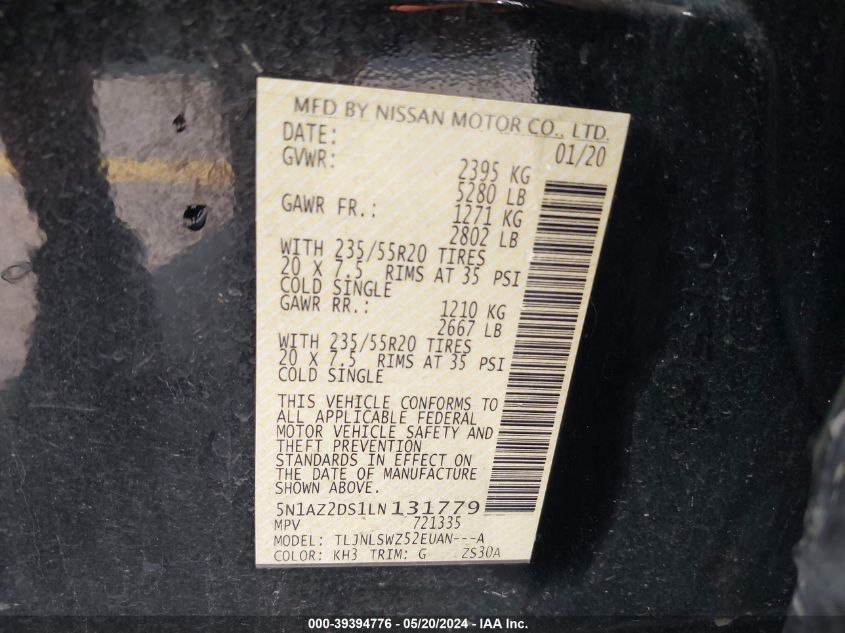 MFD BY NISSAN MOTOR CO., LTD.
DATE: 01/20
GVWR: 2395 KG
5280 LB
GAWR FR.: 1271 KG
2802 LB
WITH 235/55R20 TIRES
20 X 7.5 RIMS AT 35 PSI
COLD SINGLE
GAWR RR.: 1210 KG
2667 LB
WITH 235/55R20 TIRES
20 X 7.5 RIMS AT 35 PSI
COLD SINGLE
THIS VEHICLE CONFORMS TO
ALL APPLICABLE FEDERAL
MOTOR VEHICLE SAFETY AND
THEFT PREVENTION
STANDARDS IN EFFECT ON
THE DATE OF MANUFACTURE
SHOWN ABOVE.
5N1AZ2DS1LN 131779
MPV 721335
MODEL: TLJNLSWZ52EUAN---A
COLOR: KH3 TRIM: G ZS30A
000-39394776 - 05/20/2024 - IAA Inc.